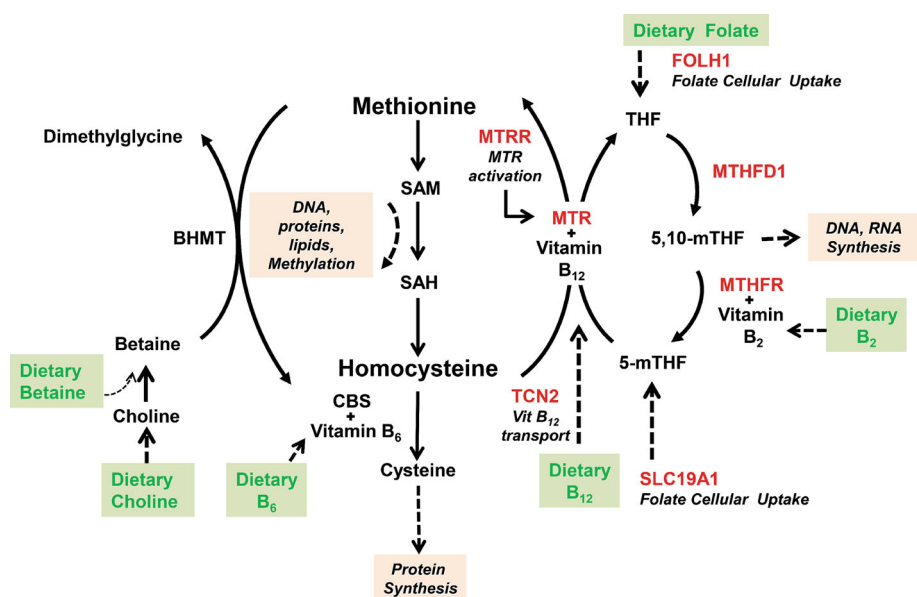 Dietary Folate
FOLH1
Folate Cellular Uptake
Methionine
THF
Dimethylglycine
MTRR
MTR
activation
MTHFD1
SAM
DNA,
proteins,
lipids,
Methylation
MTR
+
Vitamin
B12
BHMT
5,10-mTHF
DNA, RNA
Synthesis
SAH
MTHFR
+
Vitamin
B2
Dietary
B2
Betaine
Homocysteine
5-mTHF
Dietary
Betaine
CBS
+
Vitamin B6
TCN2
Vit B12
transport
Choline
Cysteine
Dietary
Choline
Dietary
B6
Dietary
B12
SLC19A1
Folate Cellular Uptake
Protein
Synthesis